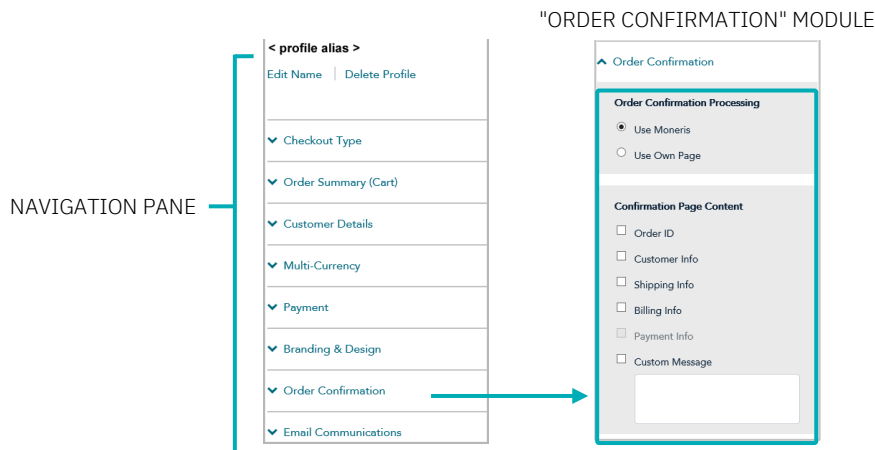 "ORDER CONFIRMATION" MODULE
< profile alias >
Edit Name | Delete Profile
Checkout Type
Order Summary (Cart)
Customer Details
Multi-Currency
Payment
Branding & Design
Order Confirmation
Email Communications
NAVIGATION PANE
Order Confirmation
Order Confirmation Processing
Use Moneris
Use Own Page
Confirmation Page Content
Order ID
Customer Info
Shipping Info
Billing Info
Payment Info
Custom Message